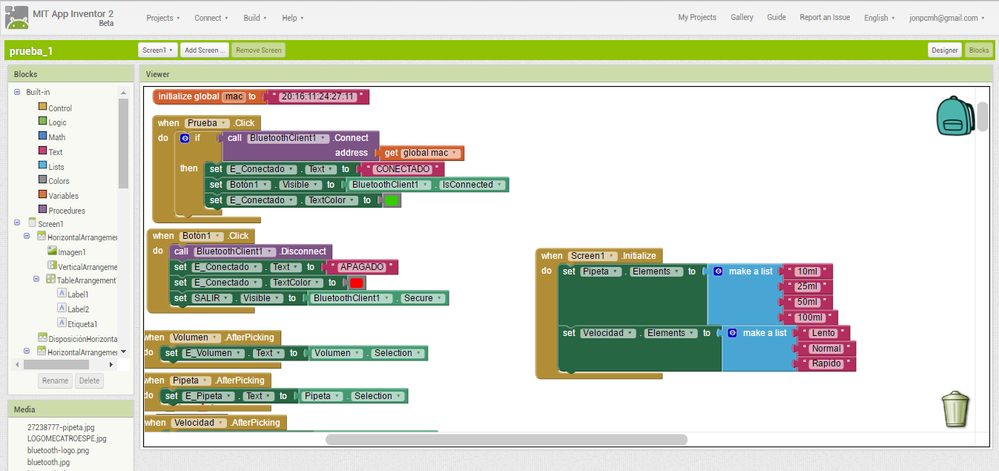 MIT App Inventor 2
Beta
Projects Connect Build Help
My Projects Gallery Guide Report an Issue English jonpcmh@gmail.com
prueba_1
Screen1 Add Screen ... Remove Screen
Designer Blocks
Blocks
Built-in
Control
Logic
Math
Text
Lists
Colors
Variables
Procedures
Screen1
HorizontalArrangemer
Imagen1
VerticalArrangeme
TableArrangement1
Label1
Label2
Etiqueta1
DisposiciónHorizonta
HorizontalArrangemer
Rename Delete
Media
27238777-pipeta.jpg
LOGOMECATROESPE.jpg
bluetooth-logo.png
bluetooth.jpg
Viewer
initialize global mac to " 20:16:11:24:27:11 "
when Prueba .Click
do if call BluetoothClient1 .Connect
address get global mac
then set E_Conectado . Text to " CONECTADO "
set Botón1 . Visible to BluetoothClient1 . IsConnected
set E_Conectado . TextColor to
when Botón1 .Click
do call BluetoothClient1 .Disconnect
set E_Conectado . Text to " APAGADO "
set E_Conectado . TextColor to
set SALIR . Visible to BluetoothClient1 . Secure
when Volumen .AfterPicking
do set E_Volumen . Text to Volumen . Selection
when Pipeta .AfterPicking
do set E_Pipeta . Text to Pipeta . Selection
when Velocidad .AfterPicking
when Screen1 .Initialize
do set Pipeta . Elements to make a list " 10ml "
" 25ml "
" 50ml "
" 100ml "
set Velocidad . Elements to make a list " Lento "
" Normal "
" Rapido "